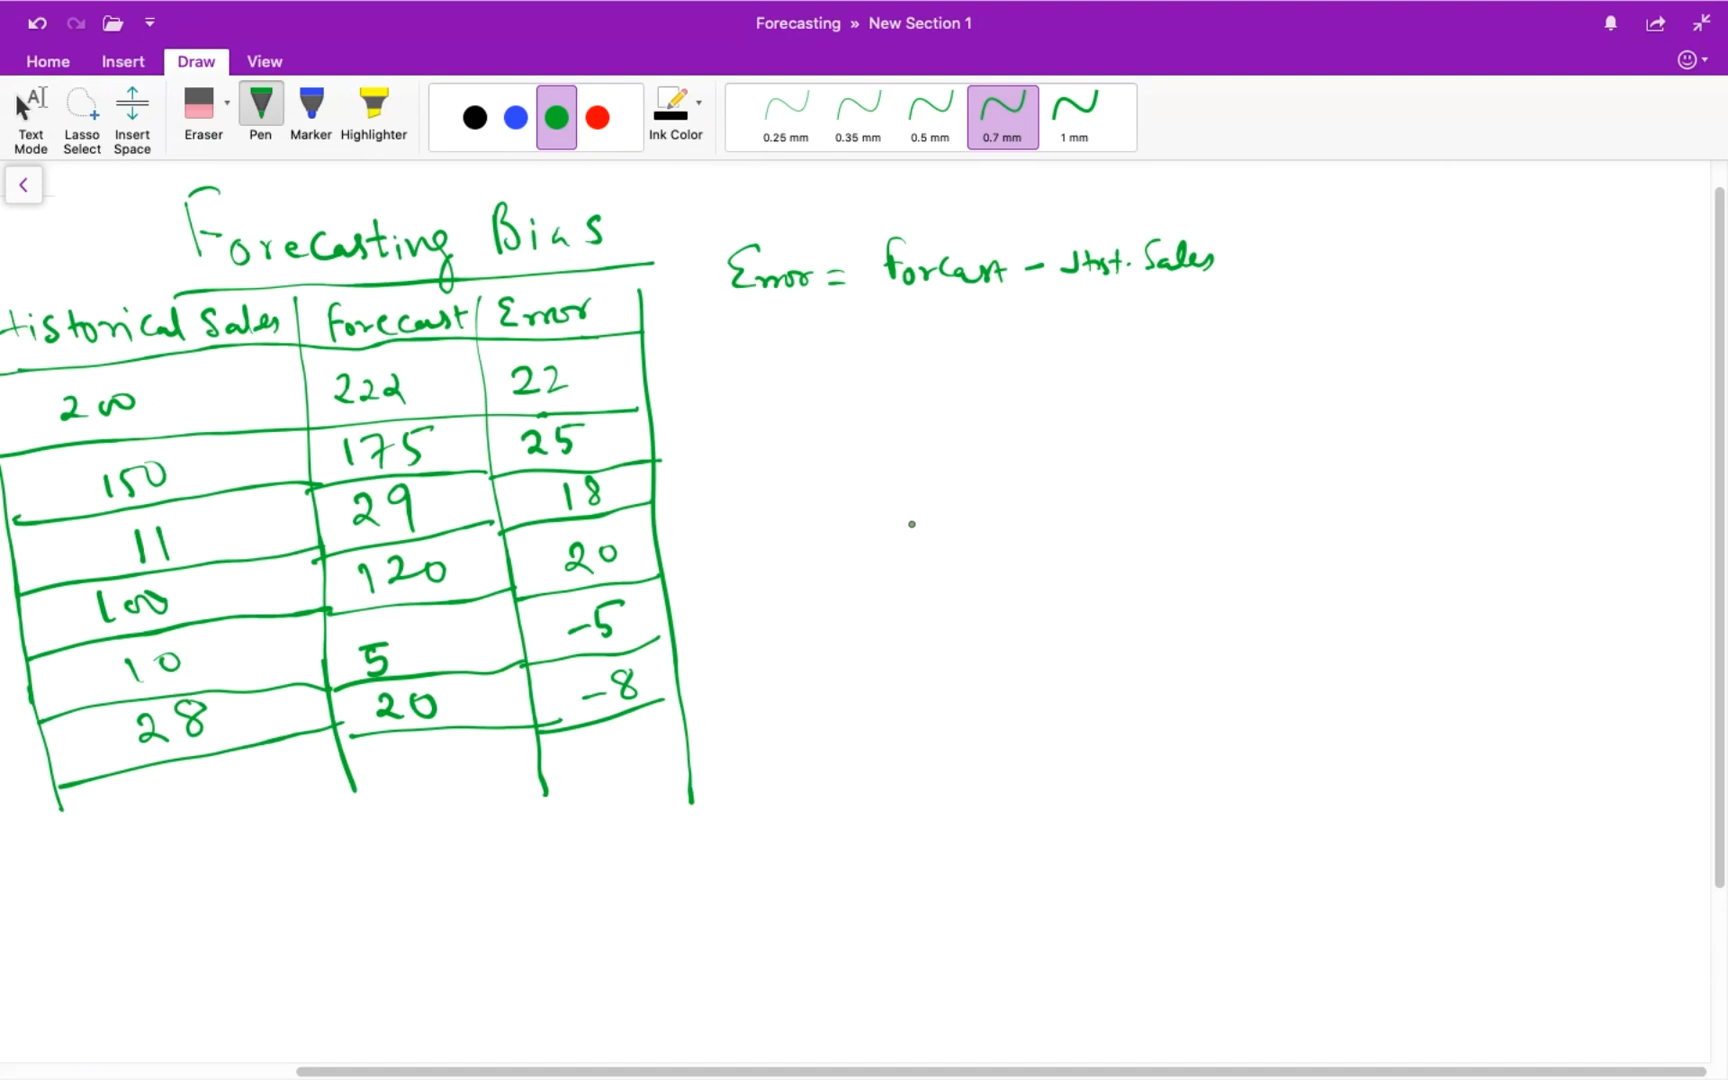 Forecasting » New Section 1
Home Insert Draw View
Text Mode
Lasso Select
Insert Space
Eraser
Pen
Marker
Highlighter
Ink Color
0.25 mm
0.35 mm
0.5 mm
0.7 mm
1 mm
Forecasting Bias
Error = Forcast - Hist. Sales
Historical Sales Forecast Error
200 222 22
150 175 25
11 29 18
100 120 20
10 5 -5
28 20 -8